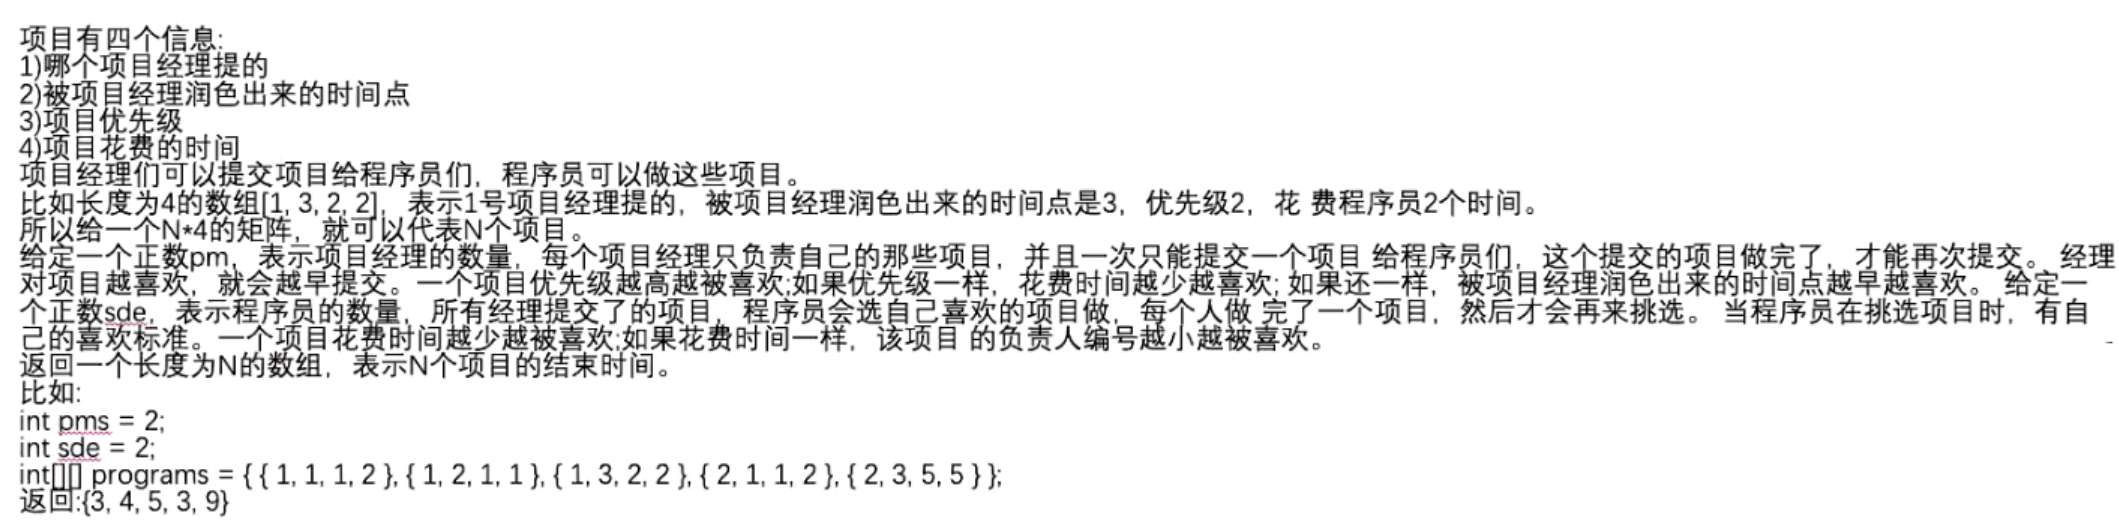 项目有四个信息:
1)哪个项目经理提的
2)被项目经理润色出来的时间点
3)项目优先级
4)项目花费的时间
项目经理们可以提交项目给程序员们，程序员可以做这些项目。
比如长度为4的数组[1, 3, 2, 2]，表示1号项目经理提的，被项目经理润色出来的时间点是3，优先级2，花 费程序员2个时间。
所以给一个N*4的矩阵，就可以代表N个项目。
给定一个正数pm，表示项目经理的数量，每个项目经理只负责自己的那些项目，并且一次只能提交一个项目 给程序员们，这个提交的项目做完了，才能再次提交。 经理
对项目越喜欢，就会越早提交。一个项目优先级越高越被喜欢;如果优先级一样，花费时间越少越喜欢; 如果还一样，被项目经理润色出来的时间点越早越喜欢。 给定一
个正数sde，表示程序员的数量，所有经理提交了的项目，程序员会选自己喜欢的项目做，每个人做 完了一个项目，然后才会再来挑选。 当程序员在挑选项目时，有自
己的喜欢标准。一个项目花费时间越少越被喜欢;如果花费时间一样，该项目 的负责人编号越小越被喜欢。
返回一个长度为N的数组，表示N个项目的结束时间。
比如:
int pms = 2;
int sde = 2;
int[][] programs = { { 1, 1, 1, 2 }, { 1, 2, 1, 1 }, { 1, 3, 2, 2 }, { 2, 1, 1, 2 }, { 2, 3, 5, 5 } };
返回:{3, 4, 5, 3, 9}